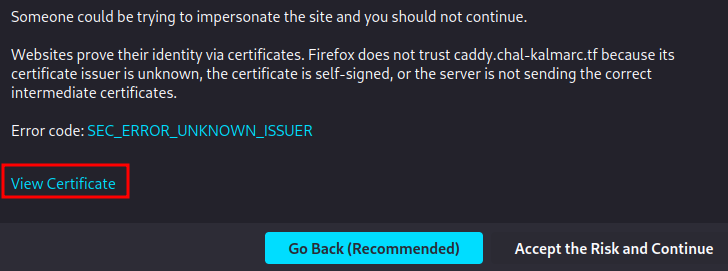 Someone could be trying to impersonate the site and you should not continue.
Websites prove their identity via certificates. Firefox does not trust caddy.chal-kalmarc.tf because its
certificate issuer is unknown, the certificate is self-signed, or the server is not sending the correct
intermediate certificates.
Error code: SEC_ERROR_UNKNOWN_ISSUER
View Certificate
Go Back (Recommended)
Accept the Risk and Continue